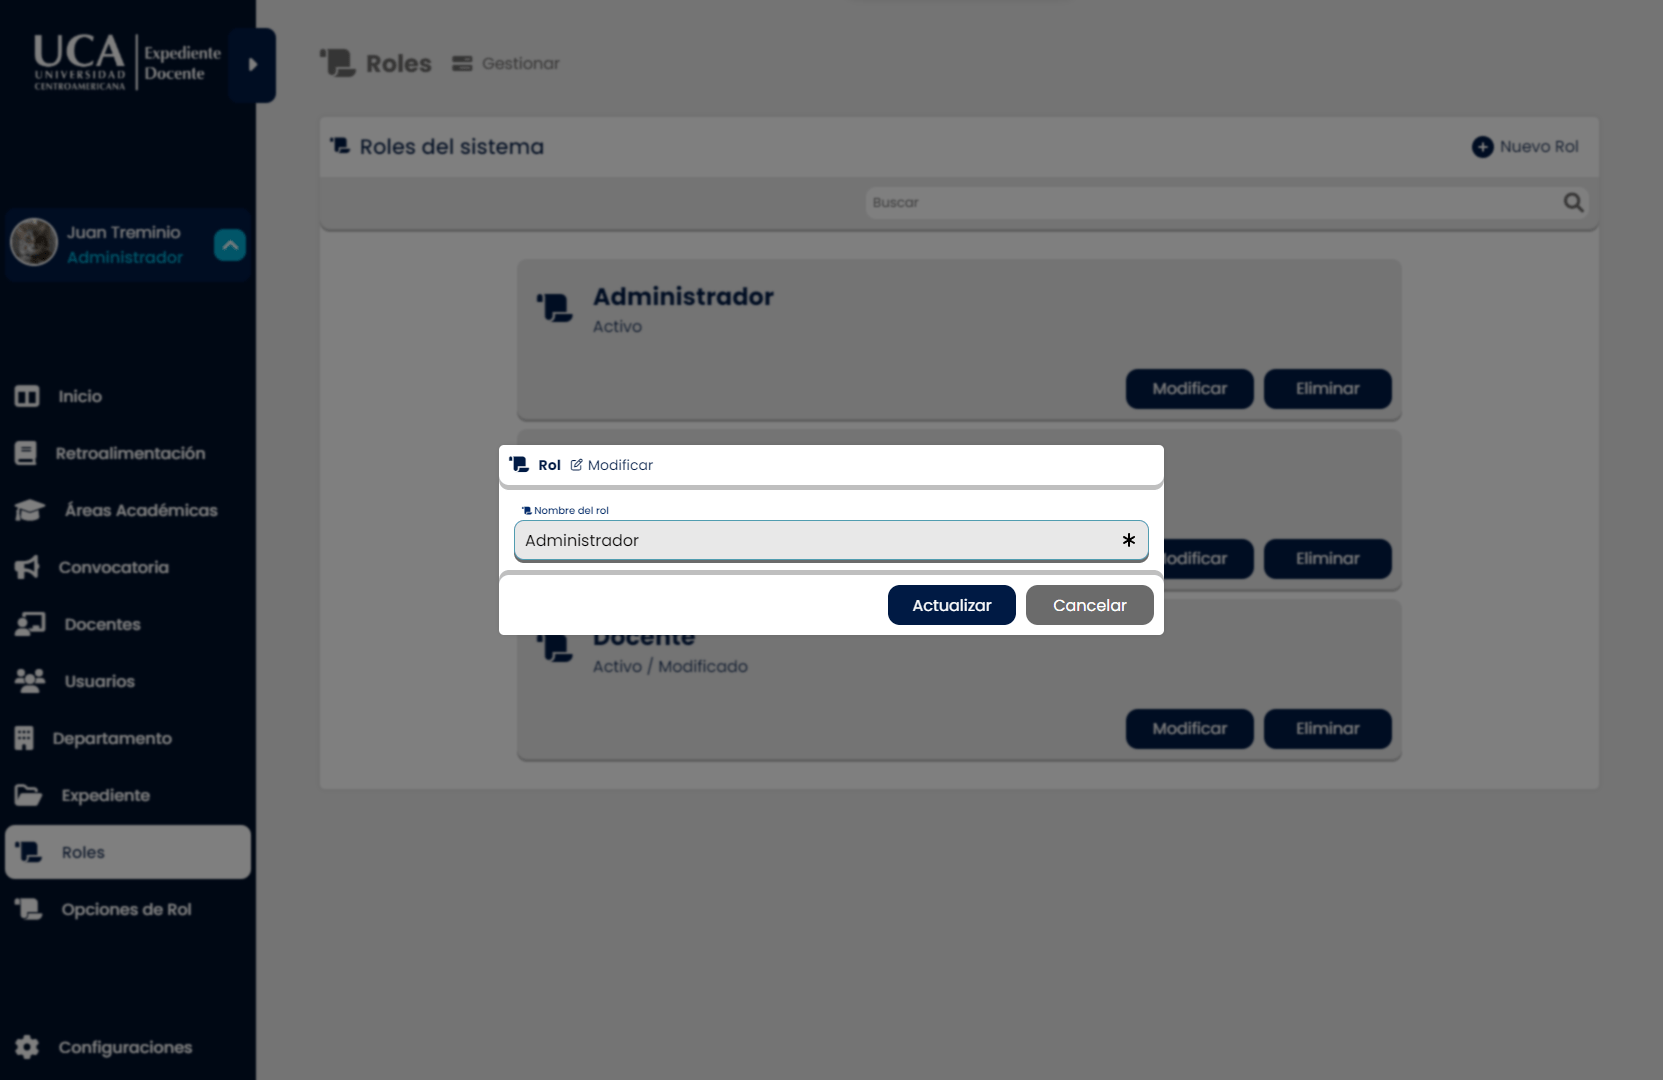 UCA
UNIVERSIDAD
CENTROAMERICANA
Expediente
Docente
Juan Treminio
Administrador
Inicio
Retroalimentación
Áreas Académicas
Convocatoria
Docentes
Usuarios
Departamento
Expediente
Roles
Opciones de Rol
Configuraciones
Roles
Gestionar
Roles del sistema
Nuevo Rol
Buscar
Administrador
Activo
Modificar
Eliminar
Rol
Modificar
Nombre del rol
Administrador
Actualizar
Cancelar
Eliminar
Docente
Activo / Modificado
Modificar
Eliminar